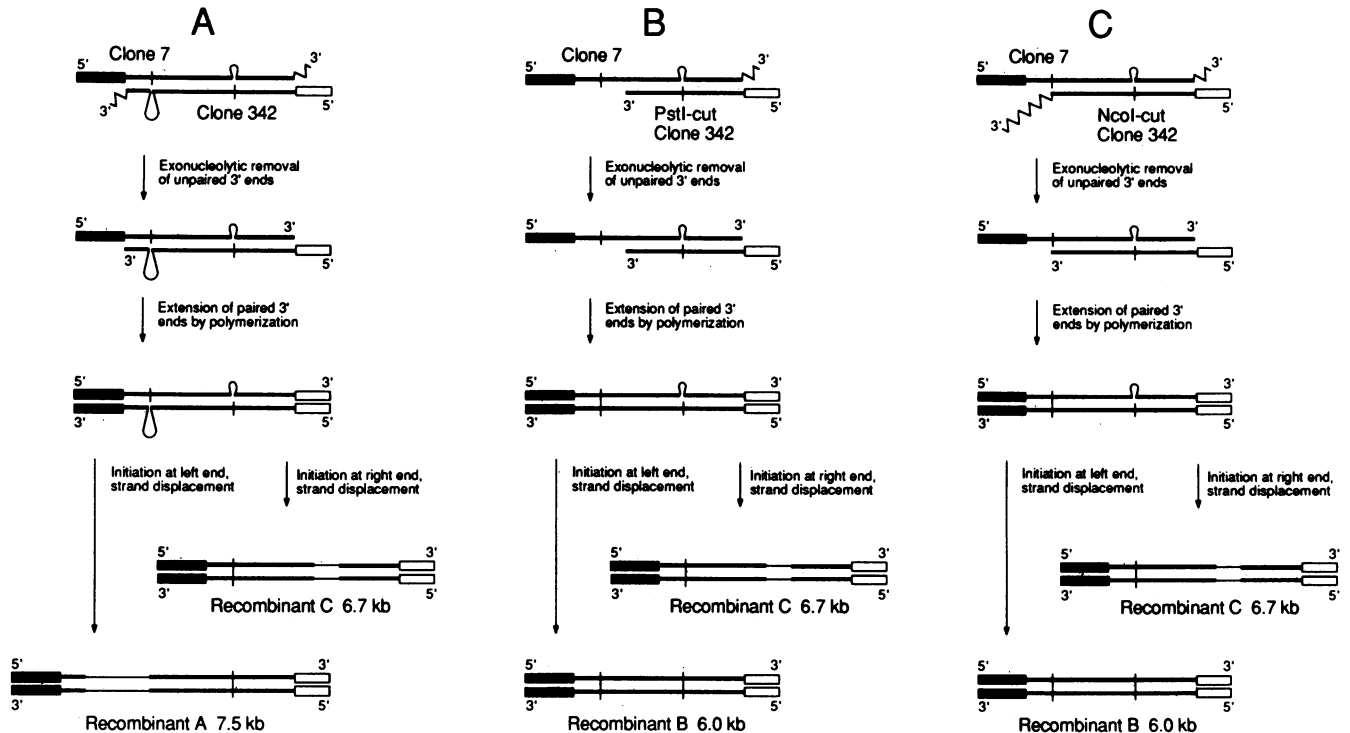 A
Clone 7
5'
3'
3'
Clone 342
5'
Exonucleolytic removal
of unpaired 3' ends
5'
3'
3'
5'
Extension of paired 3'
ends by polymerization
5'
3'
3'
5'
Initiation at left end,
strand displacement
Initiation at right end,
strand displacement
5'
3'
3'
5'
Recombinant C 6.7 kb
5'
3'
3'
5'
Recombinant A 7.5 kb
B
Clone 7
5'
3'
3'
5'
PstI-cut
Clone 342
Exonucleolytic removal
of unpaired 3' ends
5'
3'
3'
5'
Extension of paired 3'
ends by polymerization
5'
3'
3'
5'
Initiation at left end,
strand displacement
Initiation at right end,
strand displacement
5'
3'
3'
5'
Recombinant C 6.7 kb
5'
3'
3'
5'
Recombinant B 6.0 kb
C
Clone 7
5'
3'
3'
5'
NcoI-cut
Clone 342
Exonucleolytic removal
of unpaired 3' ends
5'
3'
3'
5'
Extension of paired 3'
ends by polymerization
5'
3'
3'
5'
Initiation at left end,
strand displacement
Initiation at right end,
strand displacement
5'
3'
3'
5'
Recombinant C 6.7 kb
5'
3'
3'
5'
Recombinant B 6.0 kb